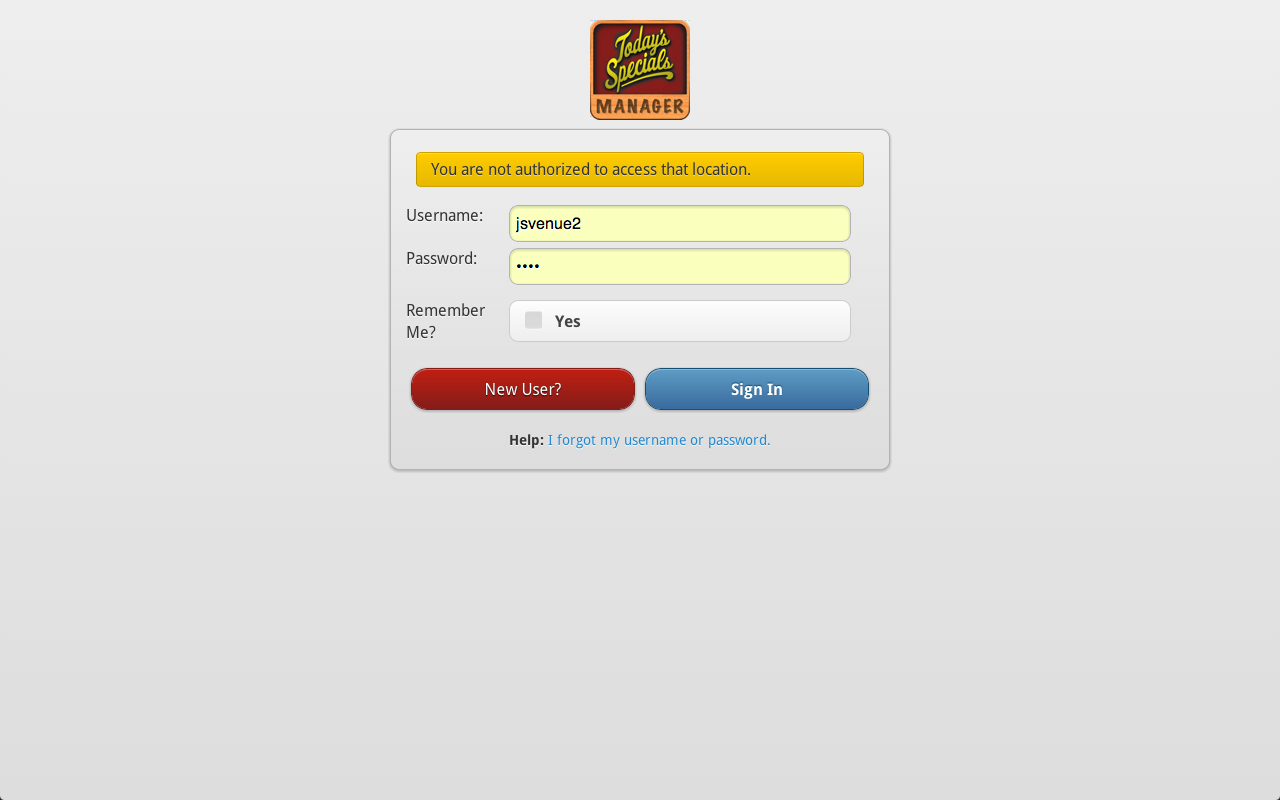 Today's
Specials
MANAGER
You are not authorized to access that location.
Username:
jsvenue2
Password:
••••
Remember
Me?
Yes
New User?
Sign In
Help: I forgot my username or password.